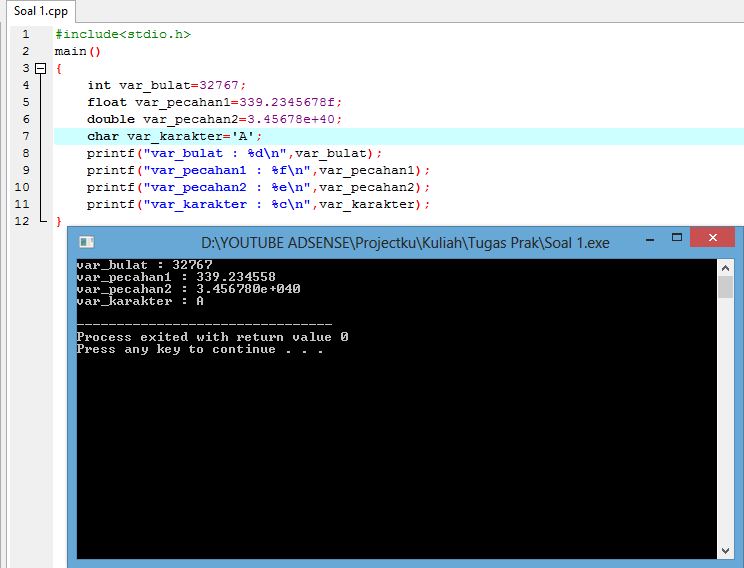 Soal 1.cpp
1 #include<stdio.h>
2 main()
3 {
4 int var_bulat=32767;
5 float var_pecahan1=339.2345678f;
6 double var_pecahan2=3.45678e+40;
7 char var_karakter='A';
8 printf("var_bulat : %d\n",var_bulat);
9 printf("var_pecahan1 : %f\n",var_pecahan1);
10 printf("var_pecahan2 : %e\n",var_pecahan2);
11 printf("var_karakter : %c\n",var_karakter);
12 }
D:\YOUTUBE ADSENSE\Projectku\Kuliah\Tugas Prak\Soal 1.exe
var_bulat : 32767
var_pecahan1 : 339.234558
var_pecahan2 : 3.456780e+040
var_karakter : A
--------------------------------
Process exited with return value 0
Press any key to continue . . .